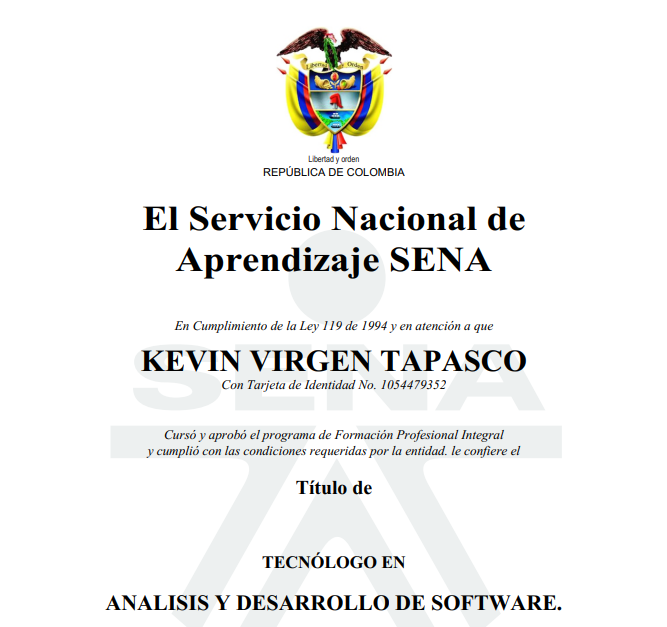 Libertad y Orden
Libertad y orden
REPÚBLICA DE COLOMBIA
El Servicio Nacional de
Aprendizaje SENA
En Cumplimiento de la Ley 119 de 1994 y en atención a que
SENA
KEVIN VIRGEN TAPASCO
Con Tarjeta de Identidad No. 1054479352
Cursó y aprobó el programa de Formación Profesional Integral
y cumplió con las condiciones requeridas por la entidad. le confiere el
Título de
TECNÓLOGO EN
ANALISIS Y DESARROLLO DE SOFTWARE.